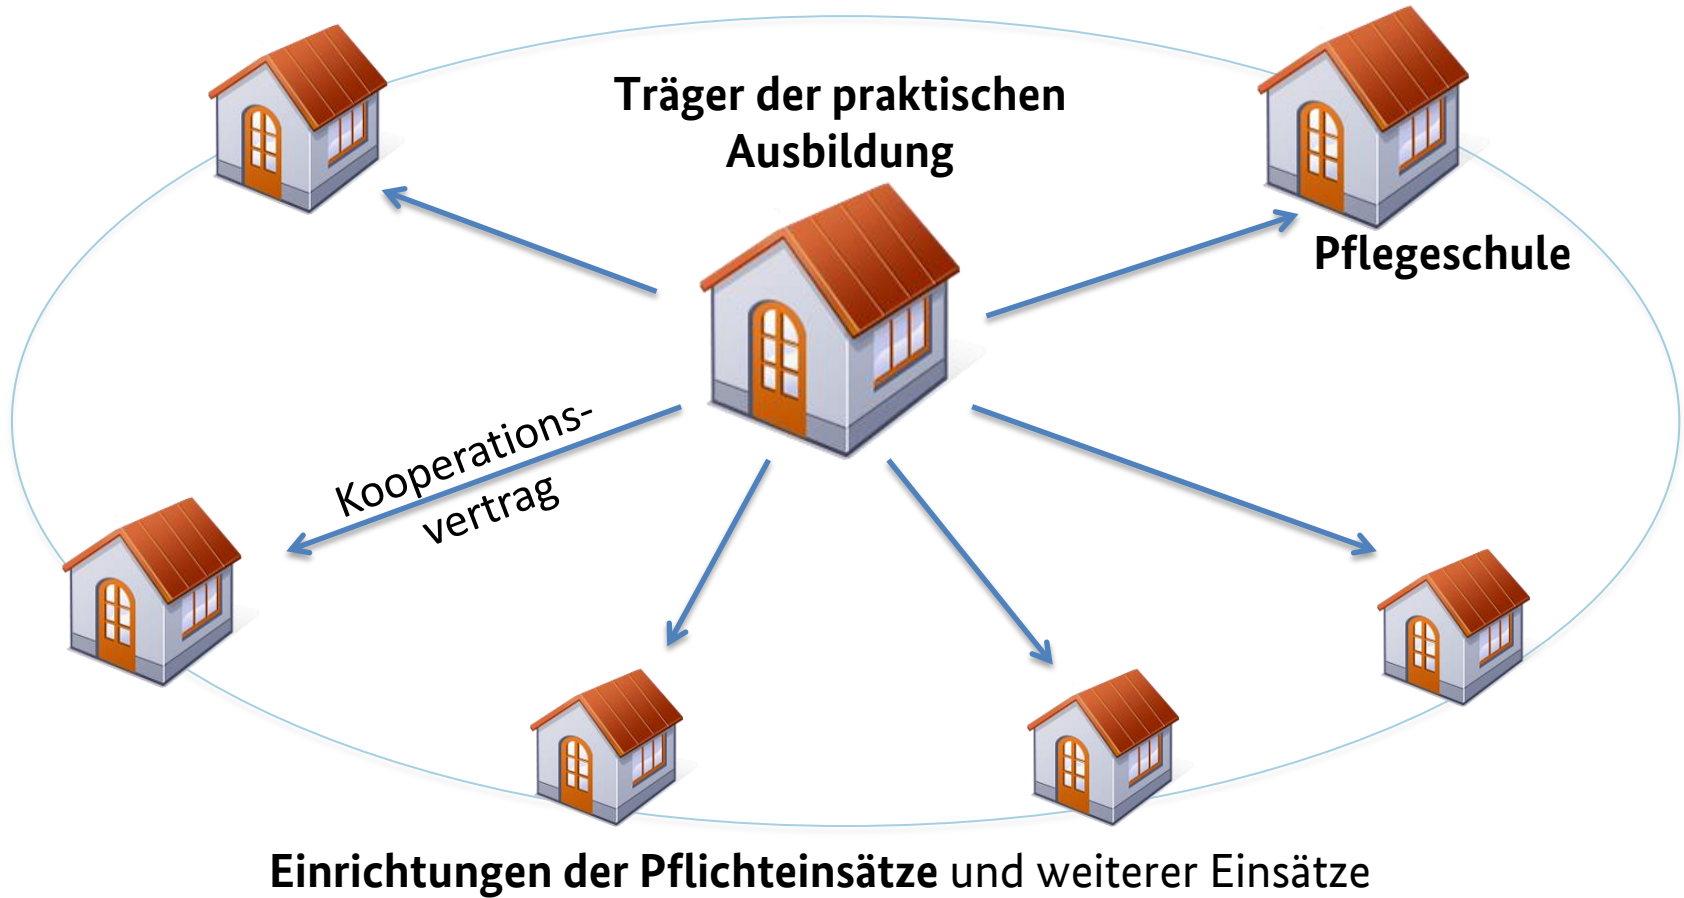 Träger der praktischen
Ausbildung
Pflegeschule
Kooperations-
vertrag
Einrichtungen der Pflichteinsätze und weiterer Einsätze